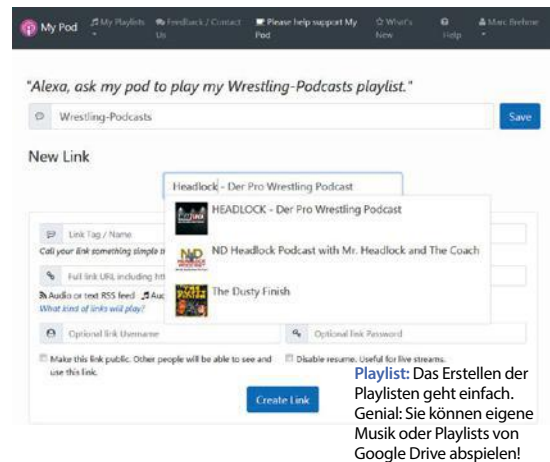 My Pod
My Playlists
Feedback / Contact Us
Please help support My Pod
What's New
Help
Marc Brehme
"Alexa, ask my pod to play my Wrestling-Podcasts playlist."
Wrestling-Podcasts
Save
New Link
Headlock - Der Pro Wrestling Podcast
HEADLOCK - Der Pro Wrestling Podcast
ND Headlock Podcast with Mr. Headlock and The Coach
The Dusty Finish
Link Tag / Name
Call your link something simple
Full link URL including
Audio or text RSS feed
What kind of links will play?
Optional link Username
Optional link Password
Make this link public. Other people will be able to see and
use this link.
Disable resume. Useful for live streams.
Create Link
Playlist: Das Erstellen der
Playlisten geht einfach.
Genial: Sie können eigene
Musik oder Playlists von
Google Drive abspielen!